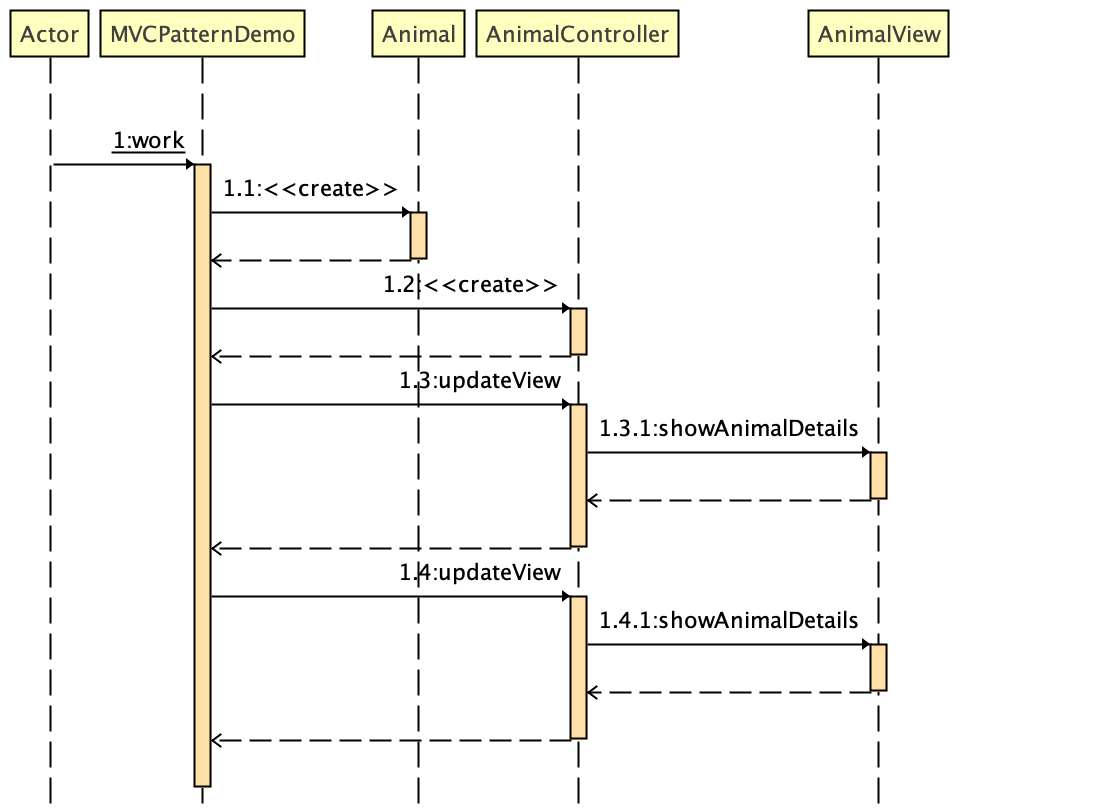 Actor
MVCPatternDemo
Animal
AnimalController
AnimalView
1:work
1.1:<<create>>
1.2:<<create>>
1.3:updateView
1.3.1:showAnimalDetails
1.4:updateView
1.4.1:showAnimalDetails